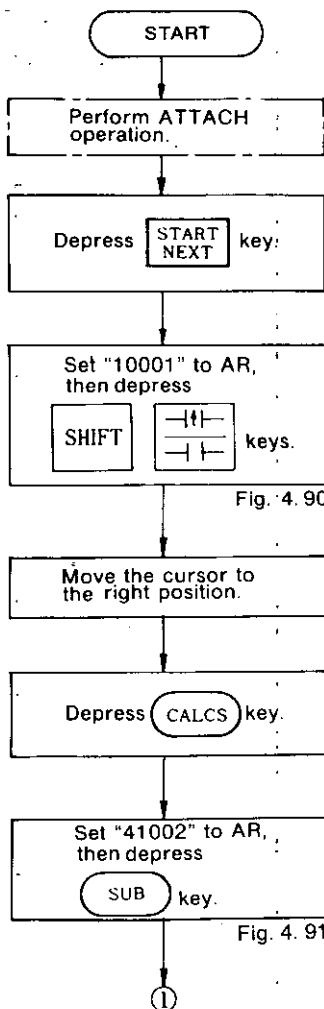 START
Perform ATTACH
operation.
Depress START NEXT key.
Set "10001" to AR,
then depress
SHIFT keys.
Fig. 4. 90
Move the cursor to
the right position.
Depress CALCS key.
Set "41002" to AR,
then depress
SUB key.
Fig. 4. 91
1